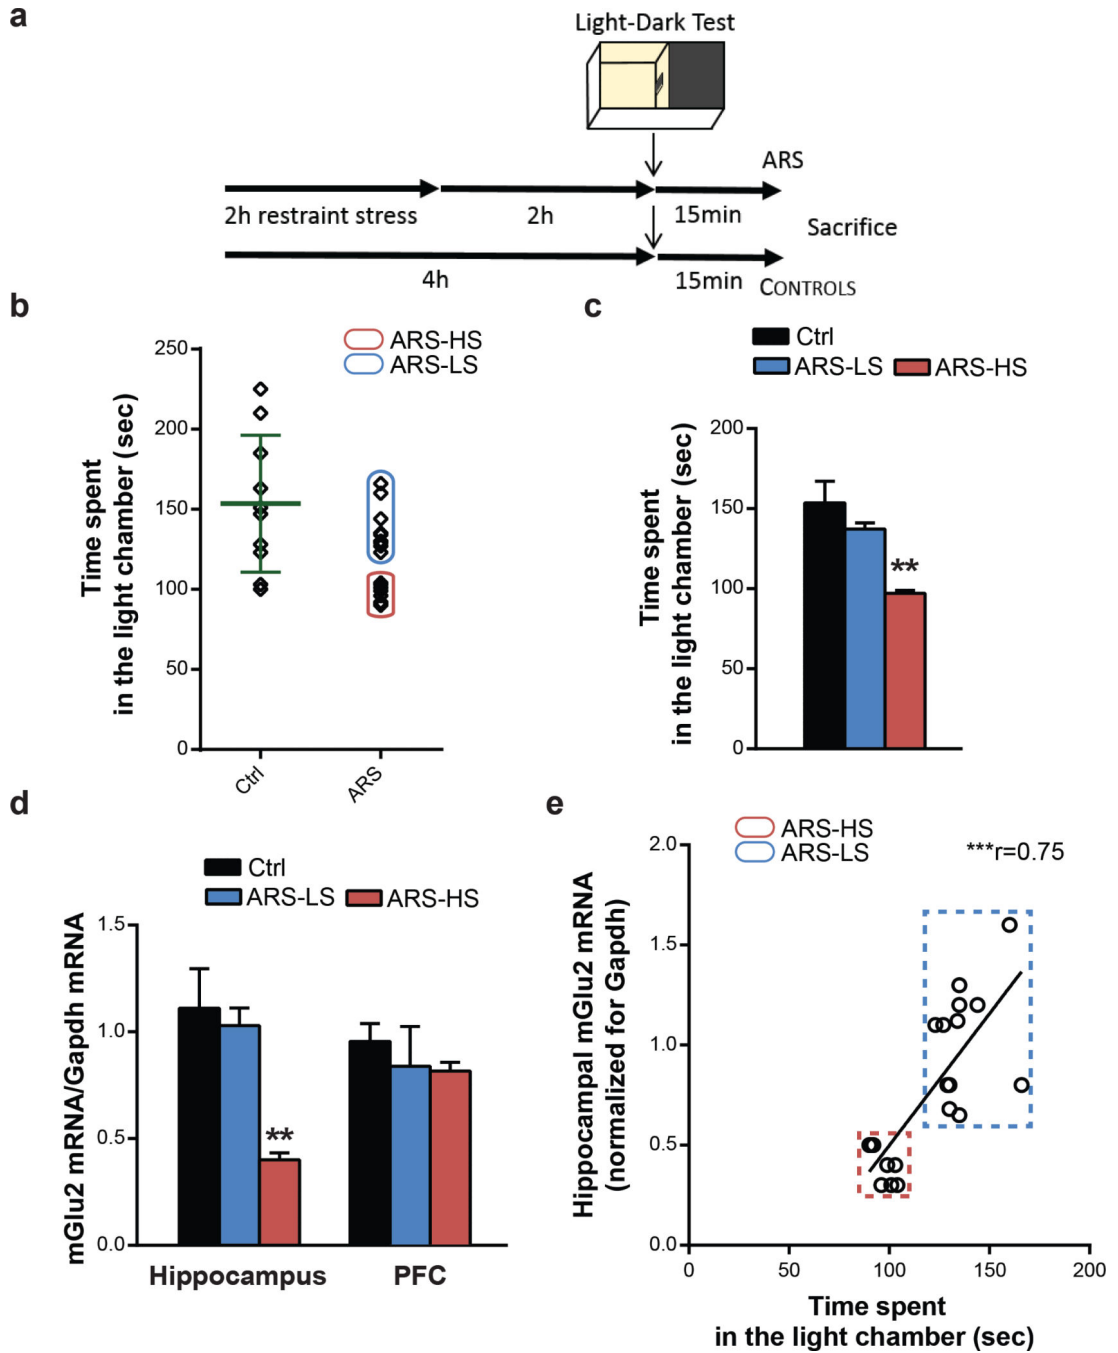 a
Light-Dark Test
ARS
2h restraint stress
2h
15min
Sacrifice
4h
15min
CONTROLS
b
ARS-HS
ARS-LS
Time spent
in the light chamber (sec)
250
200
150
100
50
0
Ctrl
ARS
c
Ctrl
ARS-LS
ARS-HS
Time spent
in the light chamber (sec)
200
150
100
50
0
**
d
Ctrl
ARS-LS
ARS-HS
mGlu2 mRNA/Gapdh mRNA
1.5
1.0
0.5
0.0
**
Hippocampus
PFC
e
ARS-HS
ARS-LS
***r=0.75
Hippocampal mGlu2 mRNA
(normalized for Gapdh)
2.0
1.5
1.0
0.5
0.0
0
50
100
150
200
Time spent
in the light chamber (sec)